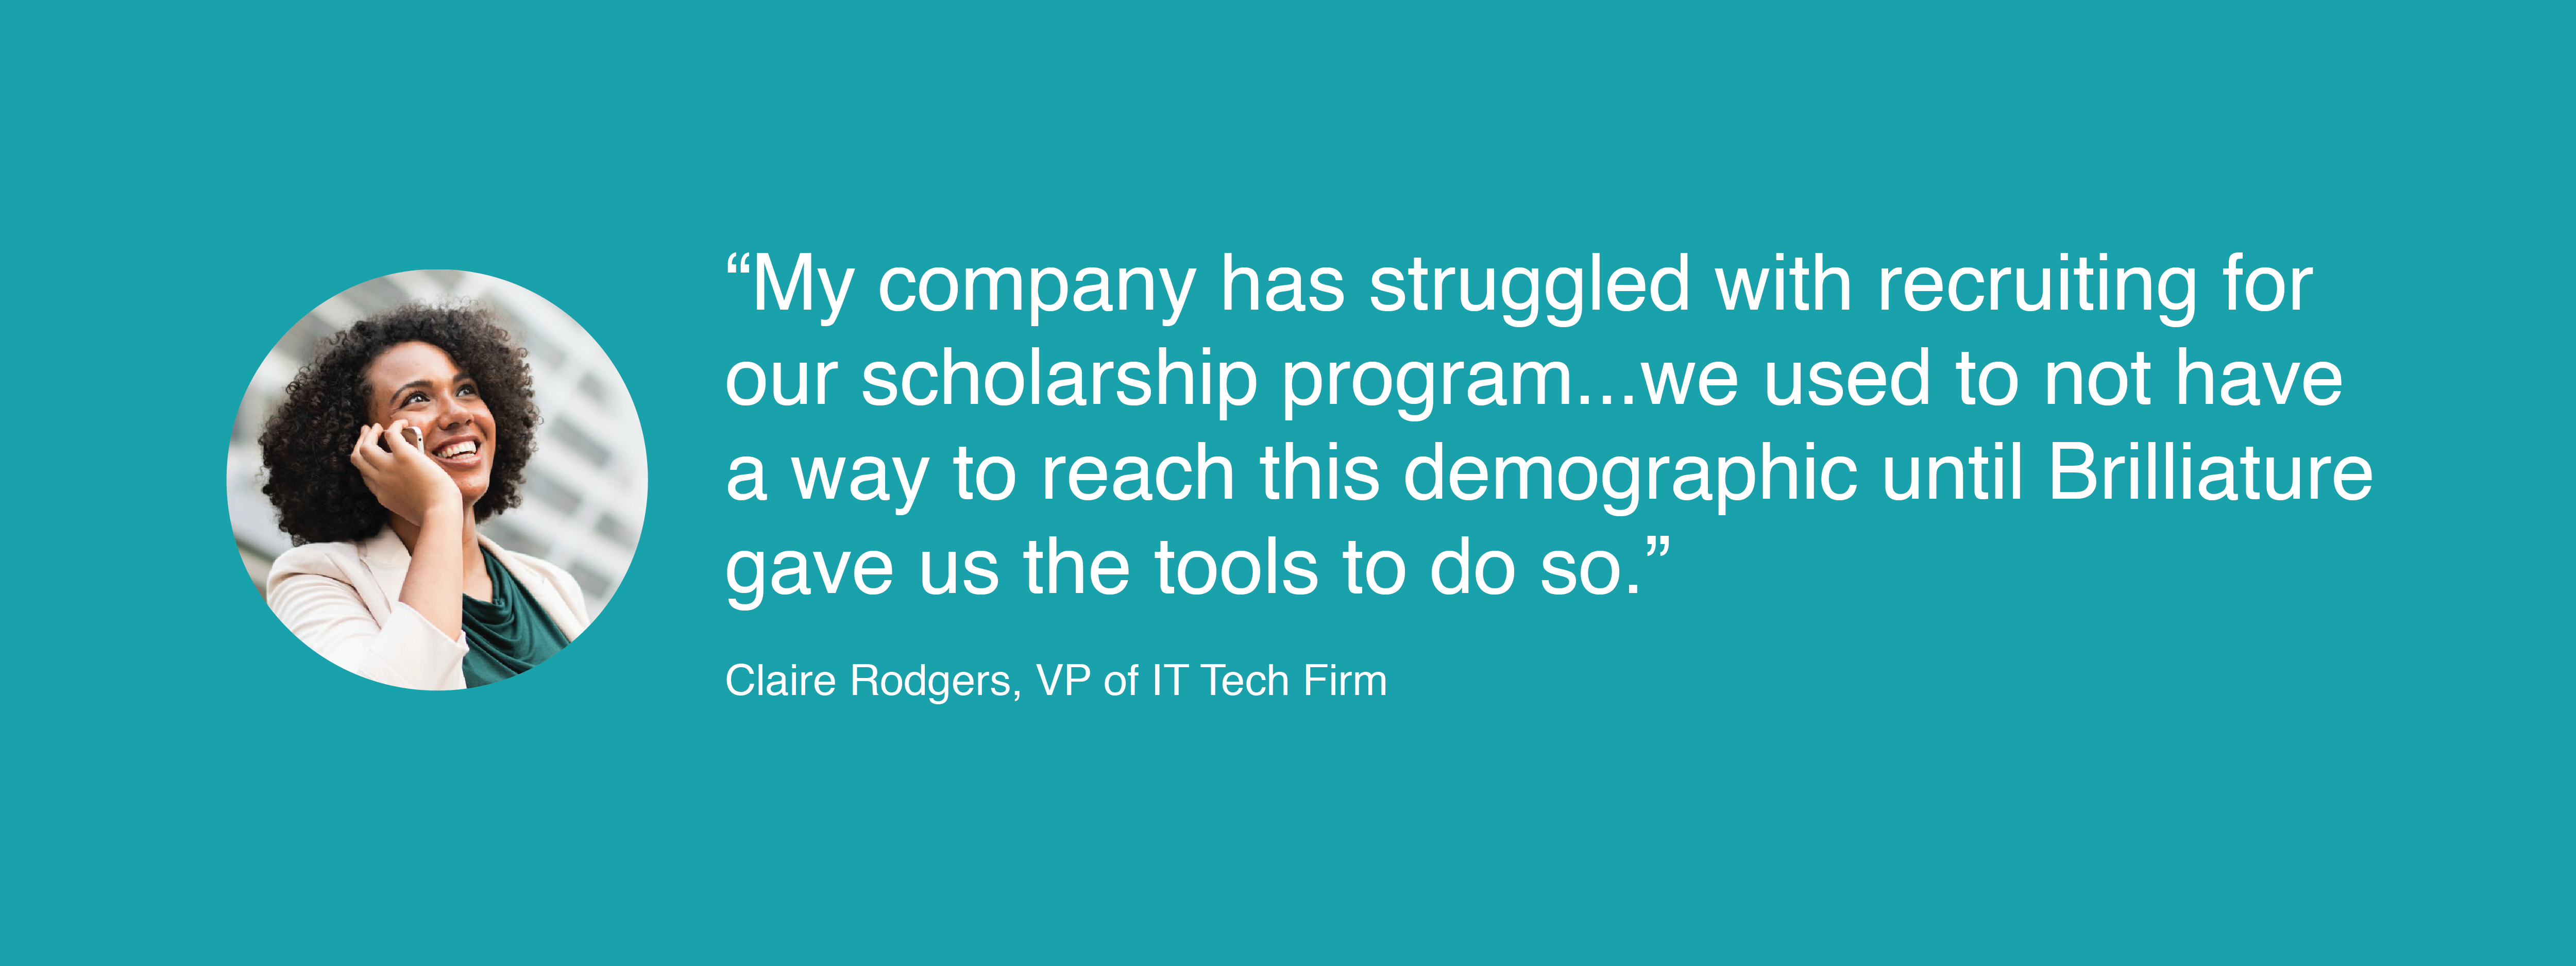 “My company has struggled with recruiting for
our scholarship program...we used to not have
a way to reach this demographic until Brilliature
gave us the tools to do so.”
Claire Rodgers, VP of IT Tech Firm